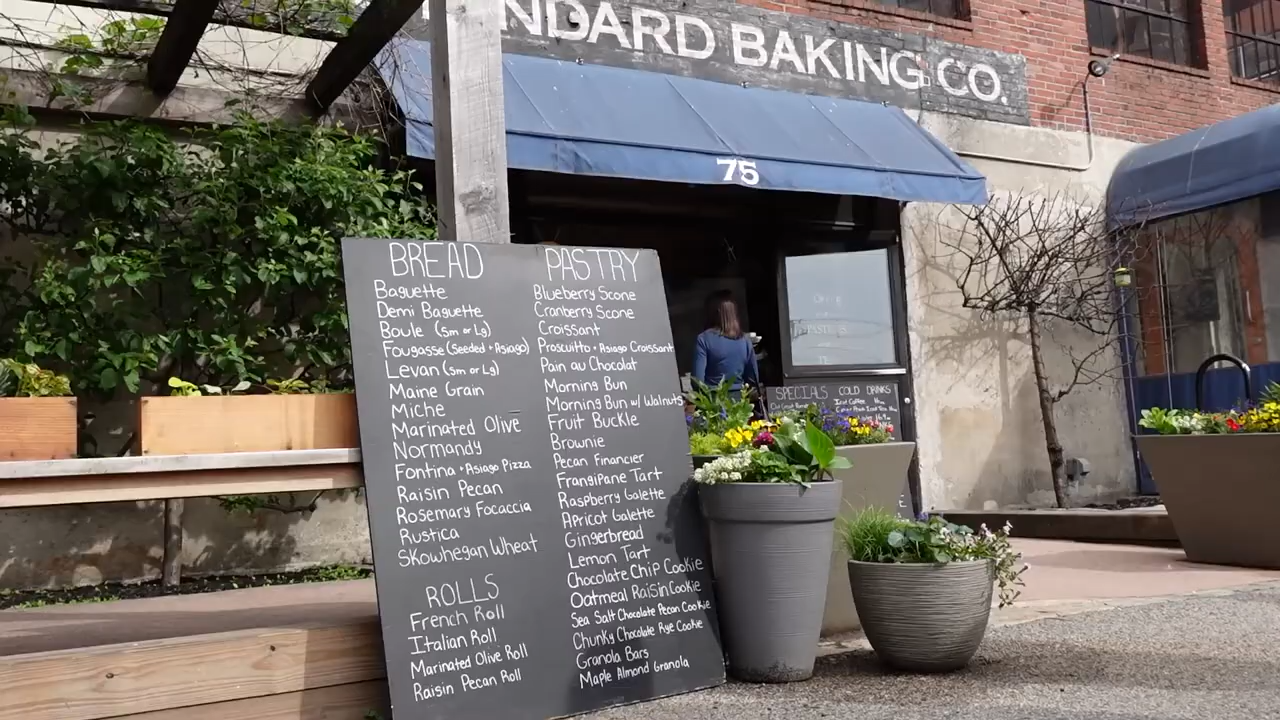 NDARD BAKING CO.
75
BREAD
Baguette
Demi Baguette
Boule (Sm or Lg)
Fougasse (Seeded + Asiago)
Levan (Sm or Lg)
Maine Grain
Miche
Marinated Olive
Normandy
Fontina + Asiago Pizza
Raisin Pecan
Rosemary Focaccia
Rustica
Skowhegan Wheat
ROLLS
French Roll
Italian Roll
Marinated Olive Roll
Raisin Pecan Roll
PASTRY
Blueberry Scone
Cranberry Scone
Croissant
Proscuitto + Asiago Croissant
Pain au Chocolat
Morning Bun
Morning Bun w/ Walnuts
Fruit Buckle
Brownie
Pecan Financier
Frangipane Tart
Raspberry Galette
Apricot Galette
Gingerbread
Lemon Tart
Chocolate Chip Cookie
Oatmeal Raisin Cookie
Sea Salt Chocolate Pecan Cookie
Chunky Chocolate Rye Cookie
Granola Bars
Maple Almond Granola
SPECIALS
COLD DRINKS
Iced Coffee